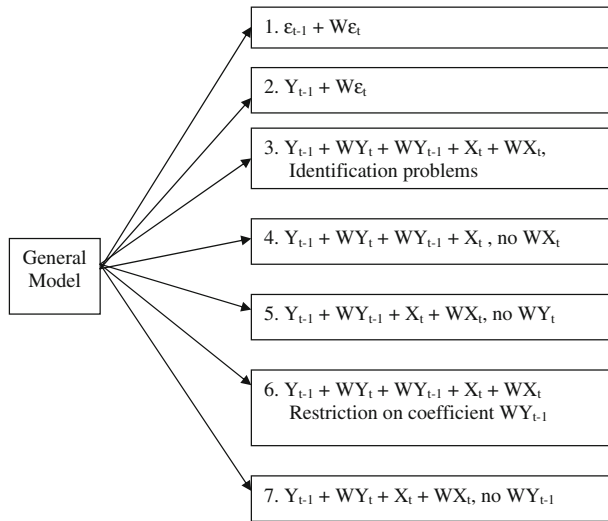 1. εt-1 + Wεt
2. Yt-1 + Wεt
3. Yt-1 + WYt + WYt-1 + Xt + WXt,
Identification problems
General
Model
4. Yt-1 + WYt + WYt-1 + Xt , no WXt
5. Yt-1 + WYt-1 + Xt + WXt, no WYt
6. Yt-1 + WYt + WYt-1 + Xt + WXt
Restriction on coefficient WYt-1
7. Yt-1 + WYt + Xt + WXt, no WYt-1